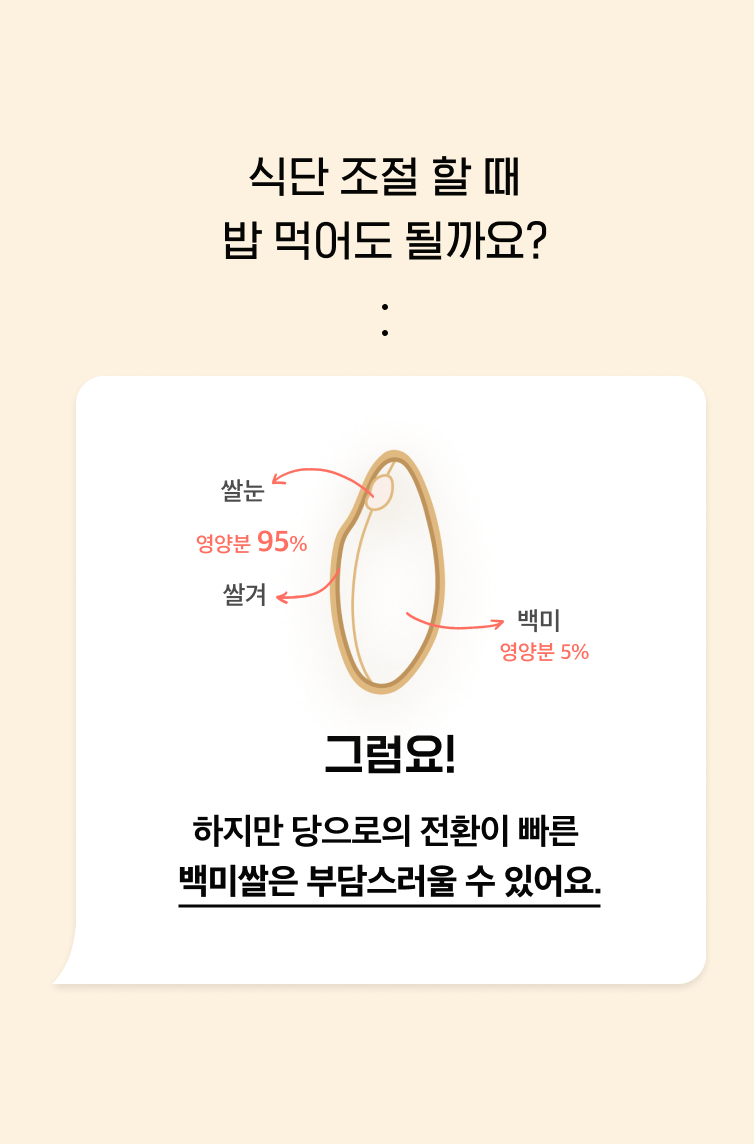 식단 조절 할 때
밥 먹어도 될까요?
쌀눈
영양분 95%
쌀겨
백미
영양분 5%
그럼요!
하지만 당으로의 전환이 빠른
백미쌀은 부담스러울 수 있어요.